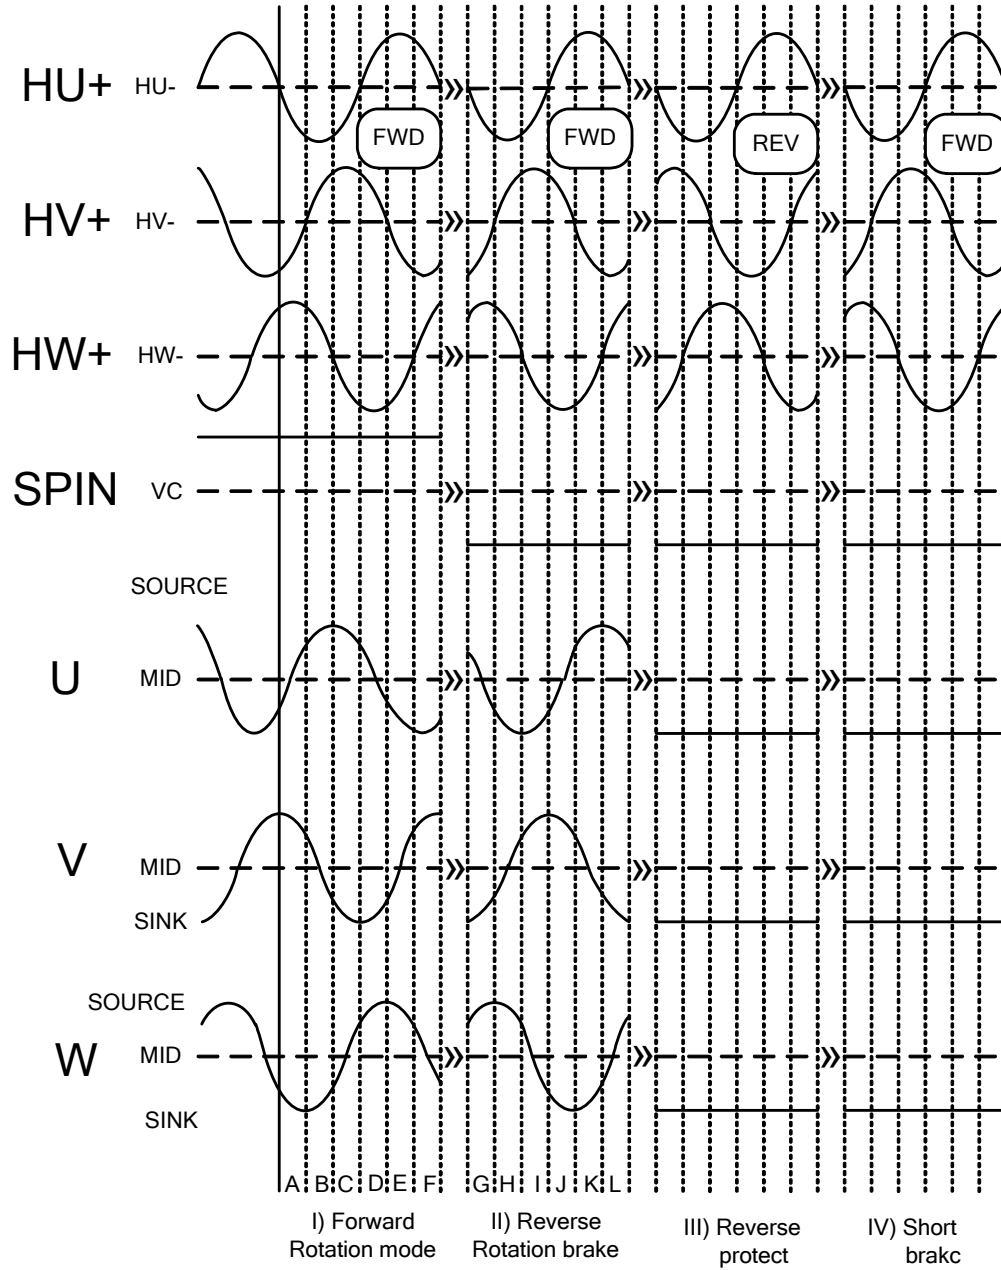 HU+ HU-
FWD FWD REV FWD
HV+ HV-
HW+ HW-
SPIN VC
SOURCE
U MID
V MID
SINK
SOURCE
W MID
SINK
A B C D E F G H I J K L
I) Forward
Rotation mode
II) Reverse
Rotation brake
III) Reverse
protect
IV) Short
brakc